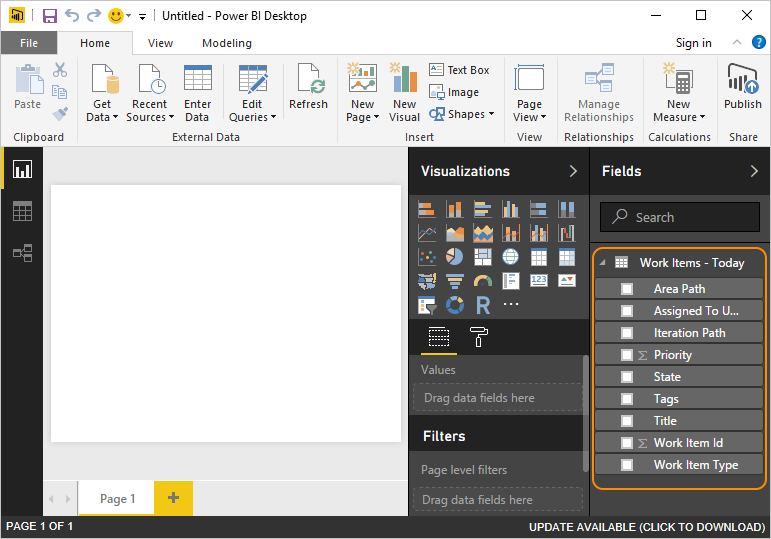 Untitled - Power BI Desktop
File
Home
View
Modeling
Sign in
Paste
Get
Data
Recent
Sources
Enter
Data
Edit
Queries
Refresh
New
Page
New
Visual
Text Box
Image
Shapes
Page
View
Manage
Relationships
New
Measure
Publish
Clipboard
External Data
Insert
View
Relationships
Calculations
Share
Visualizations
R
123
Values
Drag data fields here
Filters
Page level filters
Drag data fields here
Fields
Search
Work Items - Today
Area Path
Assigned To U...
Iteration Path
Σ Priority
State
Tags
Title
Σ Work Item Id
Work Item Type
Page 1
PAGE 1 OF 1
UPDATE AVAILABLE (CLICK TO DOWNLOAD)